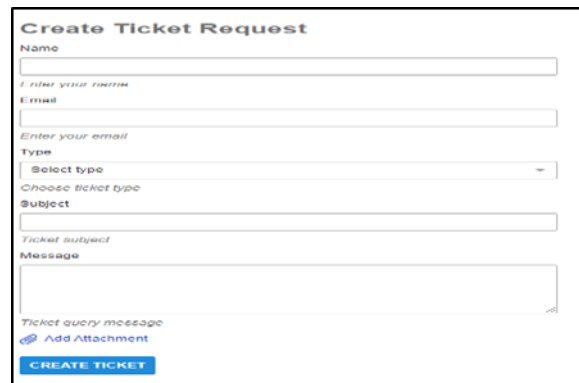 Create Ticket Request
Name
Enter your name
Email
Enter your email
Type
Select type
Choose ticket type
Subject
Ticket subject
Message
Ticket query message
Add Attachment
CREATE TICKET